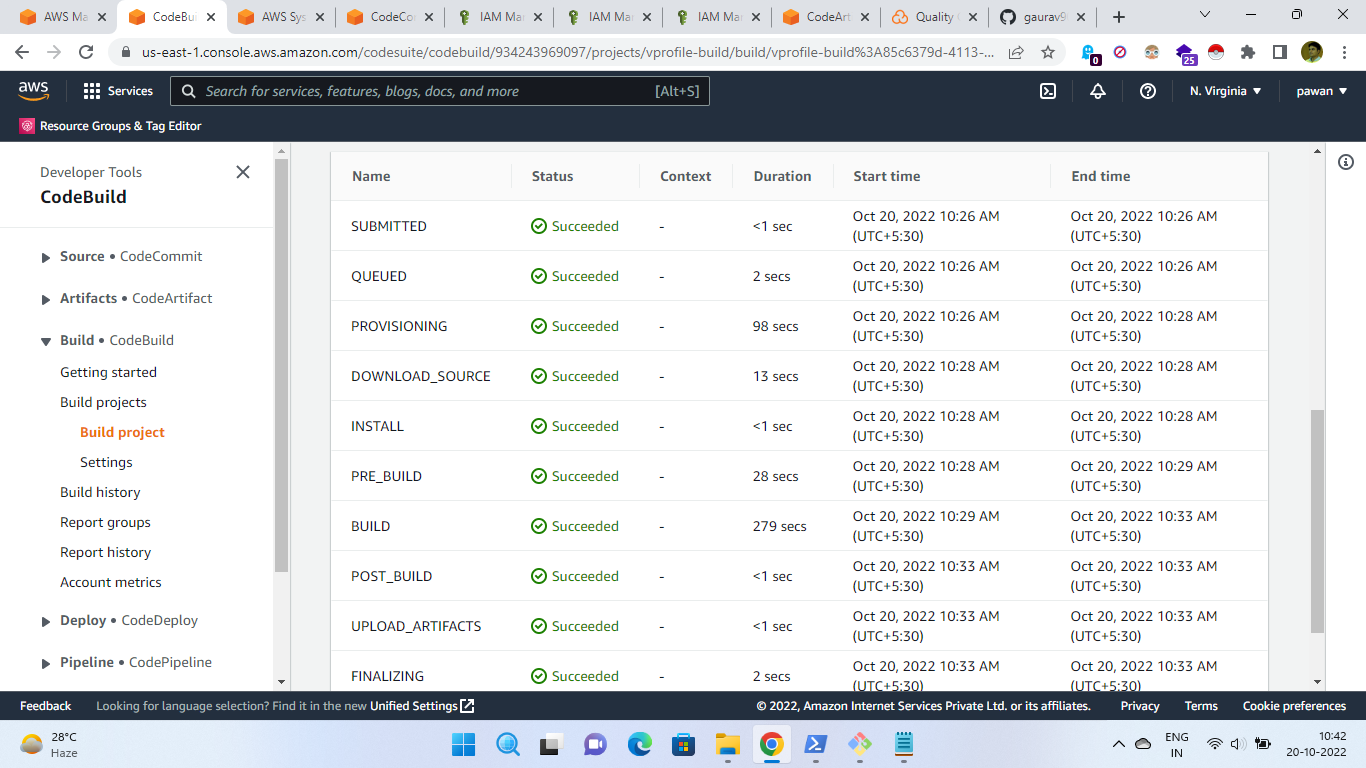 AWS Ma
CodeBui
AWS Sys
CodeCor
IAM Mar
IAM Mar
IAM Mar
CodeArt
Quality
gaurav9
us-east-1.console.aws.amazon.com/codesuite/codebuild/934243969097/projects/vprofile-build/build/vprofile-build%3A85c6379d-4113-...
0
25
aws
Services
Search for services, features, blogs, docs, and more
[Alt+S]
N. Virginia
pawan
Resource Groups & Tag Editor
Developer Tools
CodeBuild
Source • CodeCommit
Artifacts • CodeArtifact
Build • CodeBuild
Getting started
Build projects
Build project
Settings
Build history
Report groups
Report history
Account metrics
Deploy • CodeDeploy
Pipeline • CodePipeline
Name Status Context Duration Start time End time
SUBMITTED Succeeded - <1 sec Oct 20, 2022 10:26 AM Oct 20, 2022 10:26 AM
(UTC+5:30) (UTC+5:30)
QUEUED Succeeded - 2 secs Oct 20, 2022 10:26 AM Oct 20, 2022 10:26 AM
(UTC+5:30) (UTC+5:30)
PROVISIONING Succeeded - 98 secs Oct 20, 2022 10:26 AM Oct 20, 2022 10:28 AM
(UTC+5:30) (UTC+5:30)
DOWNLOAD_SOURCE Succeeded - 13 secs Oct 20, 2022 10:28 AM Oct 20, 2022 10:28 AM
(UTC+5:30) (UTC+5:30)
INSTALL Succeeded - <1 sec Oct 20, 2022 10:28 AM Oct 20, 2022 10:28 AM
(UTC+5:30) (UTC+5:30)
PRE_BUILD Succeeded - 28 secs Oct 20, 2022 10:28 AM Oct 20, 2022 10:29 AM
(UTC+5:30) (UTC+5:30)
BUILD Succeeded - 279 secs Oct 20, 2022 10:29 AM Oct 20, 2022 10:33 AM
(UTC+5:30) (UTC+5:30)
POST_BUILD Succeeded - <1 sec Oct 20, 2022 10:33 AM Oct 20, 2022 10:33 AM
(UTC+5:30) (UTC+5:30)
UPLOAD_ARTIFACTS Succeeded - <1 sec Oct 20, 2022 10:33 AM Oct 20, 2022 10:33 AM
(UTC+5:30) (UTC+5:30)
FINALIZING Succeeded - 2 secs Oct 20, 2022 10:33 AM Oct 20, 2022 10:33 AM
(UTC+5:30) (UTC+5:30)
Feedback Looking for language selection? Find it in the new Unified Settings
© 2022, Amazon Internet Services Private Ltd. or its affiliates. Privacy Terms Cookie preferences
28°C
Haze
ENG
IN
10:42
20-10-2022